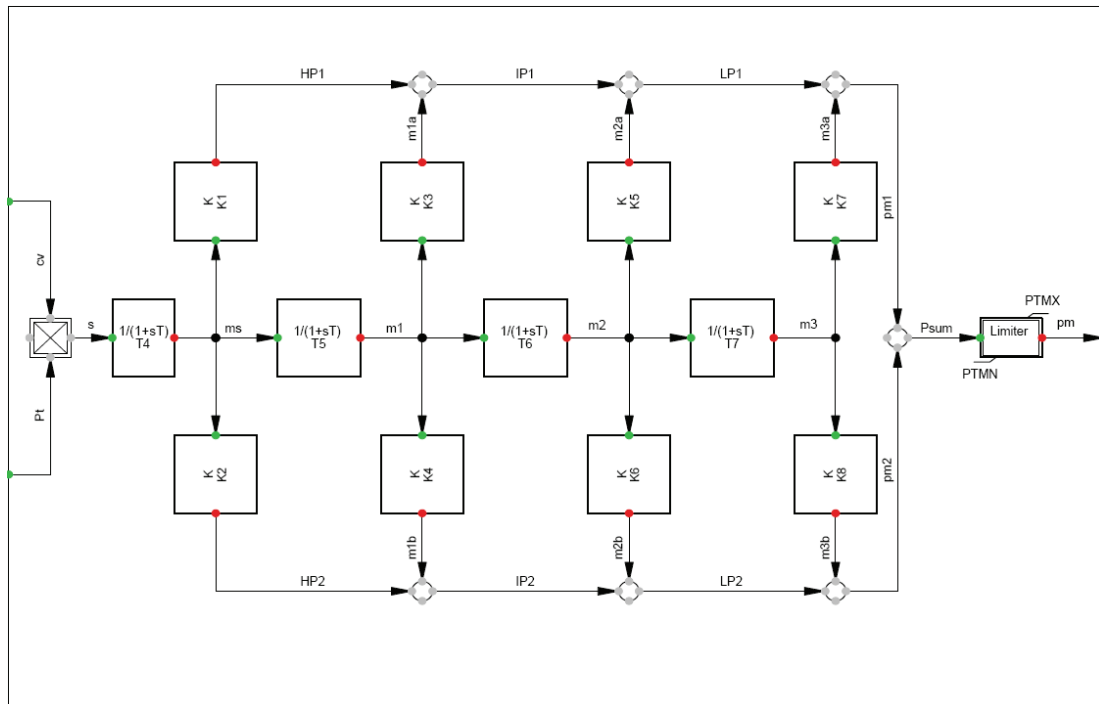 HP1
IP1
LP1
m1a
m2a
m3a
K
K1
K
K3
K
K5
K
K7
pm1
cv
s
1/(1+sT)
T4
ms
1/(1+sT)
T5
m1
1/(1+sT)
T6
m2
1/(1+sT)
T7
m3
Psum
PTMX
Limiter
pm
PTMN
Pt
K
K2
K
K4
K
K6
K
K8
pm2
m1b
m2b
m3b
HP2
IP2
LP2